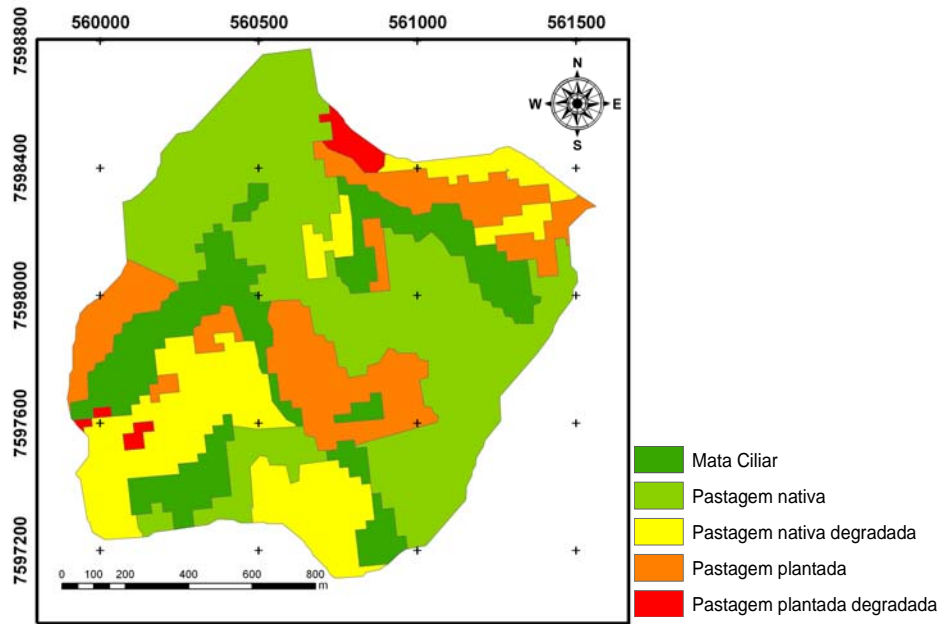 560000 560500 561000 561500
7598800
7598400
7598000
7597600
7597200
N
W E
S
0 100 200 400 600 800
m
Mata Ciliar
Pastagem nativa
Pastagem nativa degradada
Pastagem plantada
Pastagem plantada degradada